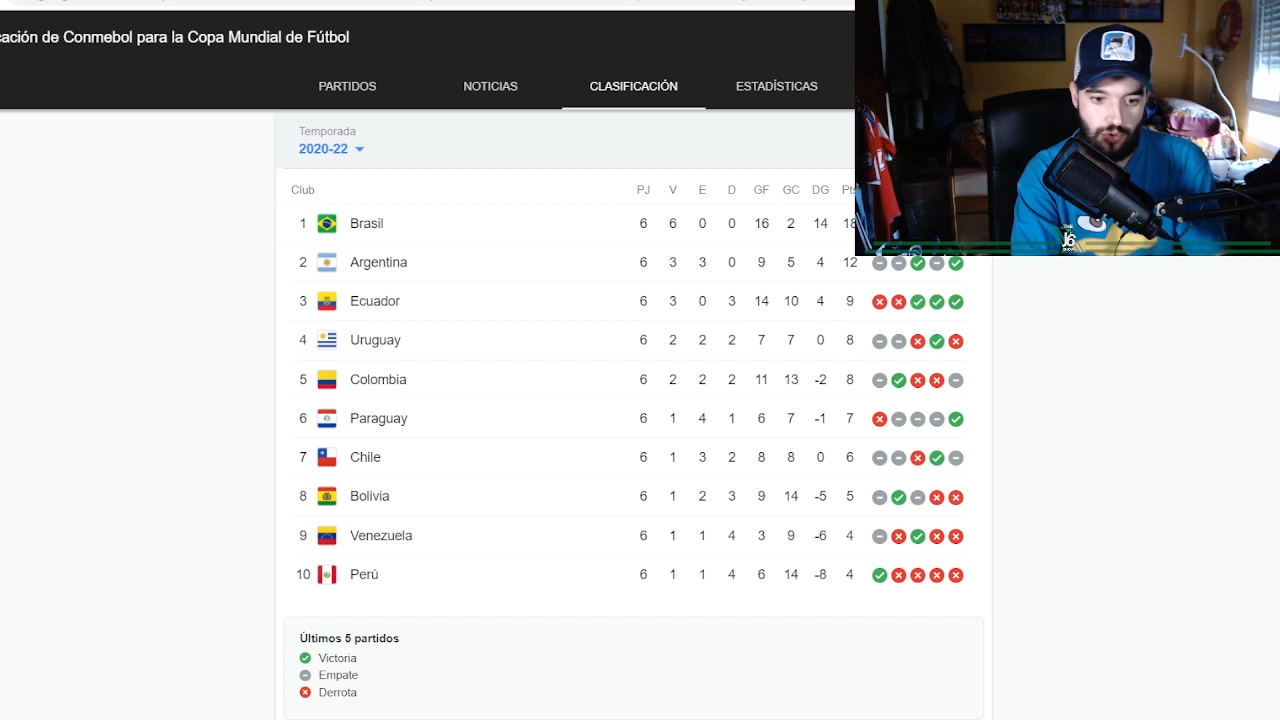 cación de Conmebol para la Copa Mundial de Fútbol
PARTIDOS NOTICIAS CLASIFICACIÓN ESTADÍSTICAS
Temporada
2020-22
Club PJ V E D GF GC DG Pts
1 Brasil 6 6 0 0 16 2 14 18
2 Argentina 6 3 3 0 9 5 4 12
3 Ecuador 6 3 0 3 14 10 4 9
4 Uruguay 6 2 2 2 7 7 0 8
5 Colombia 6 2 2 2 11 13 -2 8
6 Paraguay 6 1 4 1 6 7 -1 7
7 Chile 6 1 3 2 8 8 0 6
8 Bolivia 6 1 2 3 9 14 -5 5
9 Venezuela 6 1 1 4 3 9 -6 4
10 Perú 6 1 1 4 6 14 -8 4
Últimos 5 partidos
Victoria
Empate
Derrota
J6